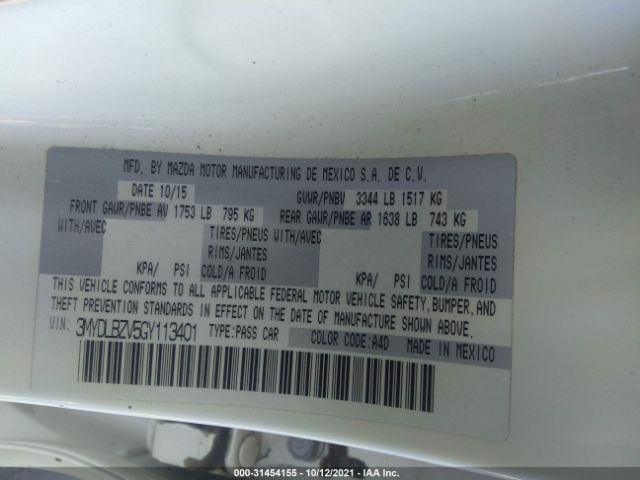 MFD. BY MAZDA MOTOR MANUFACTURING DE MEXICO S.A. DE C.V.
DATE 10/15 GVWR/PNBV 3344 LB 1517 KG
FRONT GAWR/PNBE AV 1753 LB 795 KG REAR GAWR/PNBE AR 1638 LB 743 KG
WITH/AVEC TIRES/PNEUS WITH/AVEC TIRES/PNEUS
RIMS/JANTES RIMS/JANTES
KPA/ PSI COLD/A FROID KPA/ PSI COLD/A FROID
THIS VEHICLE CONFORMS TO ALL APPLICABLE FEDERAL MOTOR VEHICLE SAFETY, BUMPER, AND
THEFT PREVENTION STANDARDS IN EFFECT ON THE DATE OF MANUFACTURE SHOWN ABOVE.
VIN: 3MYDLBZV5GY113401 TYPE: PASS CAR COLOR CODE: A4D MADE IN MEXICO
000-31454155 - 10/12/2021 - IAA Inc.